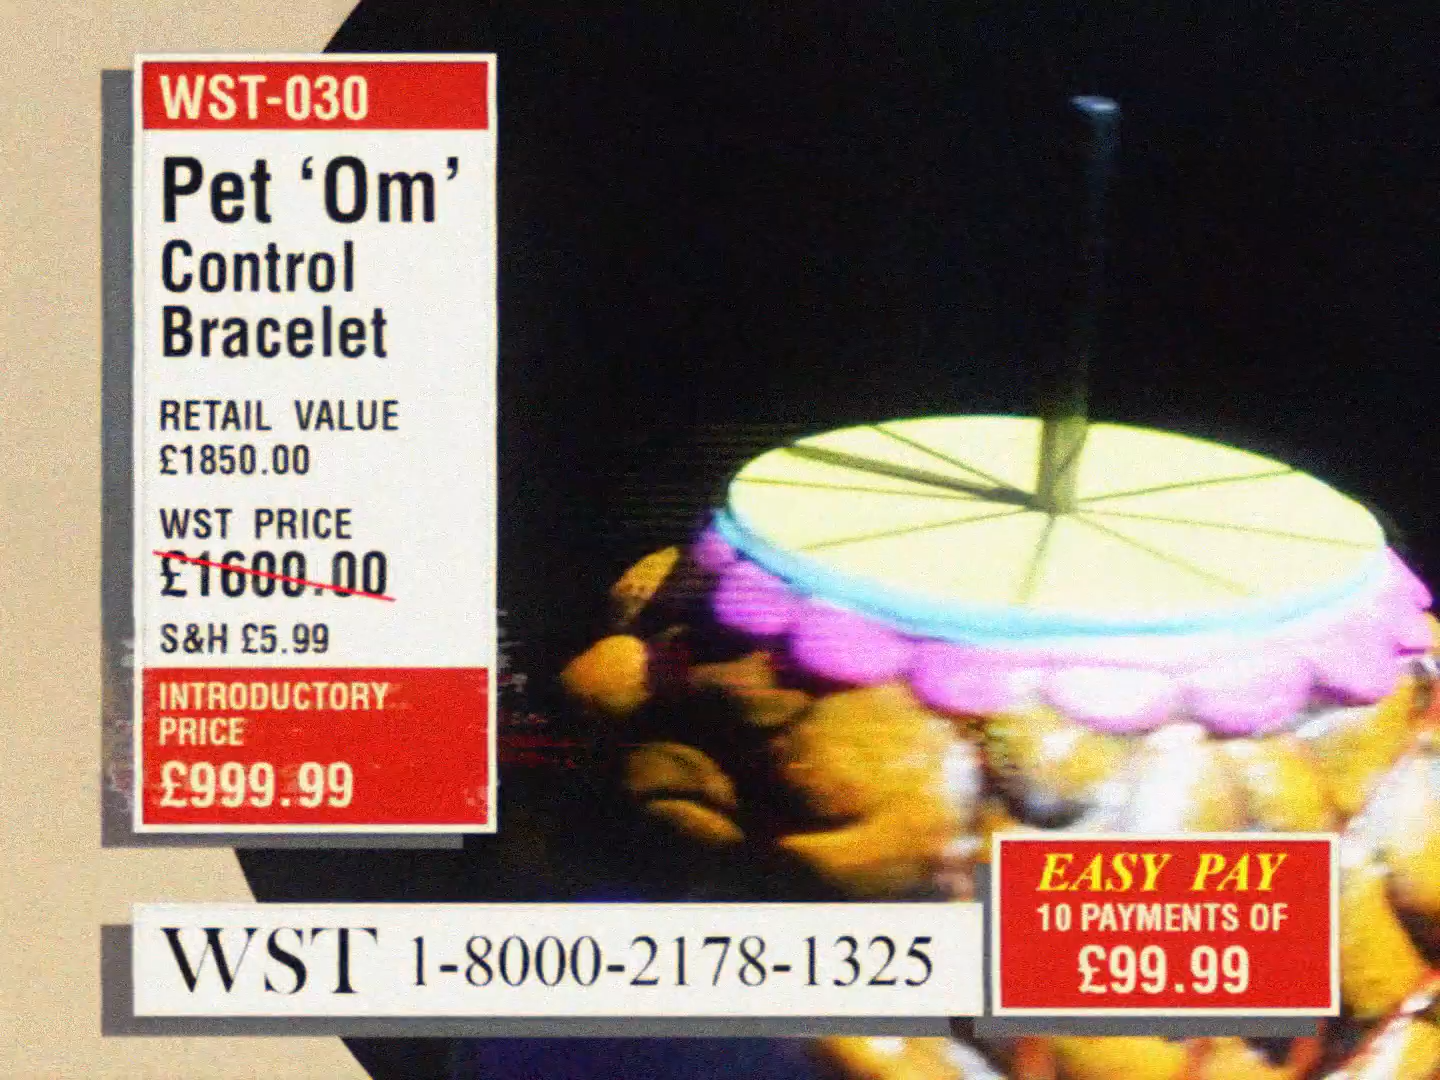 WST-030
Pet ‘Om’
Control
Bracelet
RETAIL VALUE
£1850.00
WST PRICE
£1600.00
S&H £5.99
INTRODUCTORY
PRICE
£999.99
EASY PAY
10 PAYMENTS OF
£99.99
WST 1-8000-2178-1325